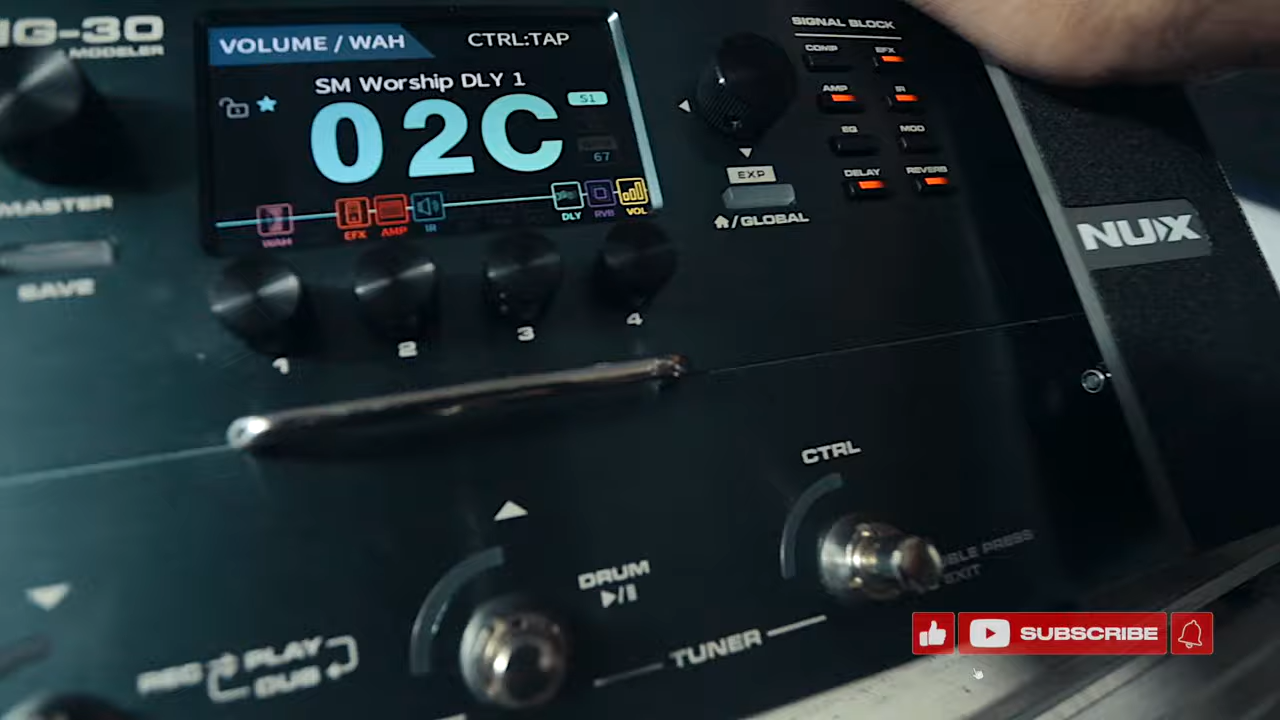 MG-30
MODELER
VOLUME / WAH
CTRL:TAP
SM Worship DLY 1
02C
S1
67
WAH
EFX
AMP
IR
DLY
RVB
VOL
SIGNAL BLOCK
COMP
EFX
AMP
IR
EQ
MOD
DELAY
REVERB
EXP
/GLOBAL
MASTER
SAVE
1
2
3
4
NUX
CTRL
DRUM
PRESS
EXIT
TUNER
REC
PLAY
DUB
SUBSCRIBE